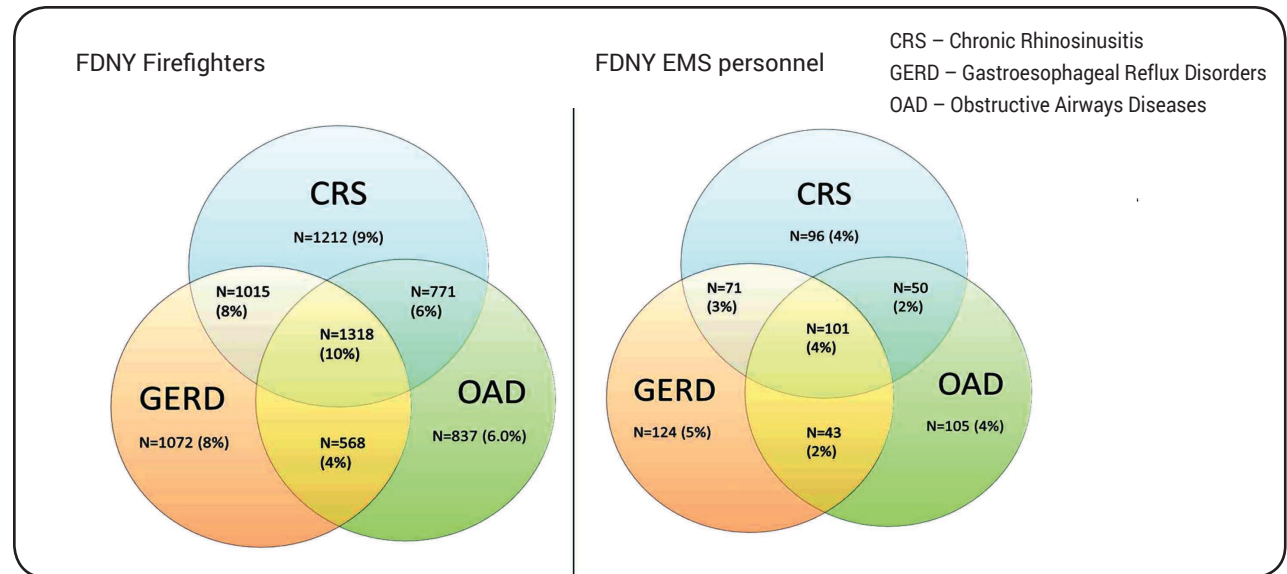 FDNY Firefighters
FDNY EMS personnel
CRS – Chronic Rhinosinusitis
GERD – Gastroesophageal Reflux Disorders
OAD – Obstructive Airways Diseases
CRS
N=1212 (9%)
N=1015
(8%)
N=771
(6%)
N=1318
(10%)
GERD
N=1072 (8%)
OAD
N=837 (6.0%)
N=568
(4%)
CRS
N=96 (4%)
N=71
(3%)
N=50
(2%)
N=101
(4%)
GERD
N=124 (5%)
OAD
N=105 (4%)
N=43
(2%)